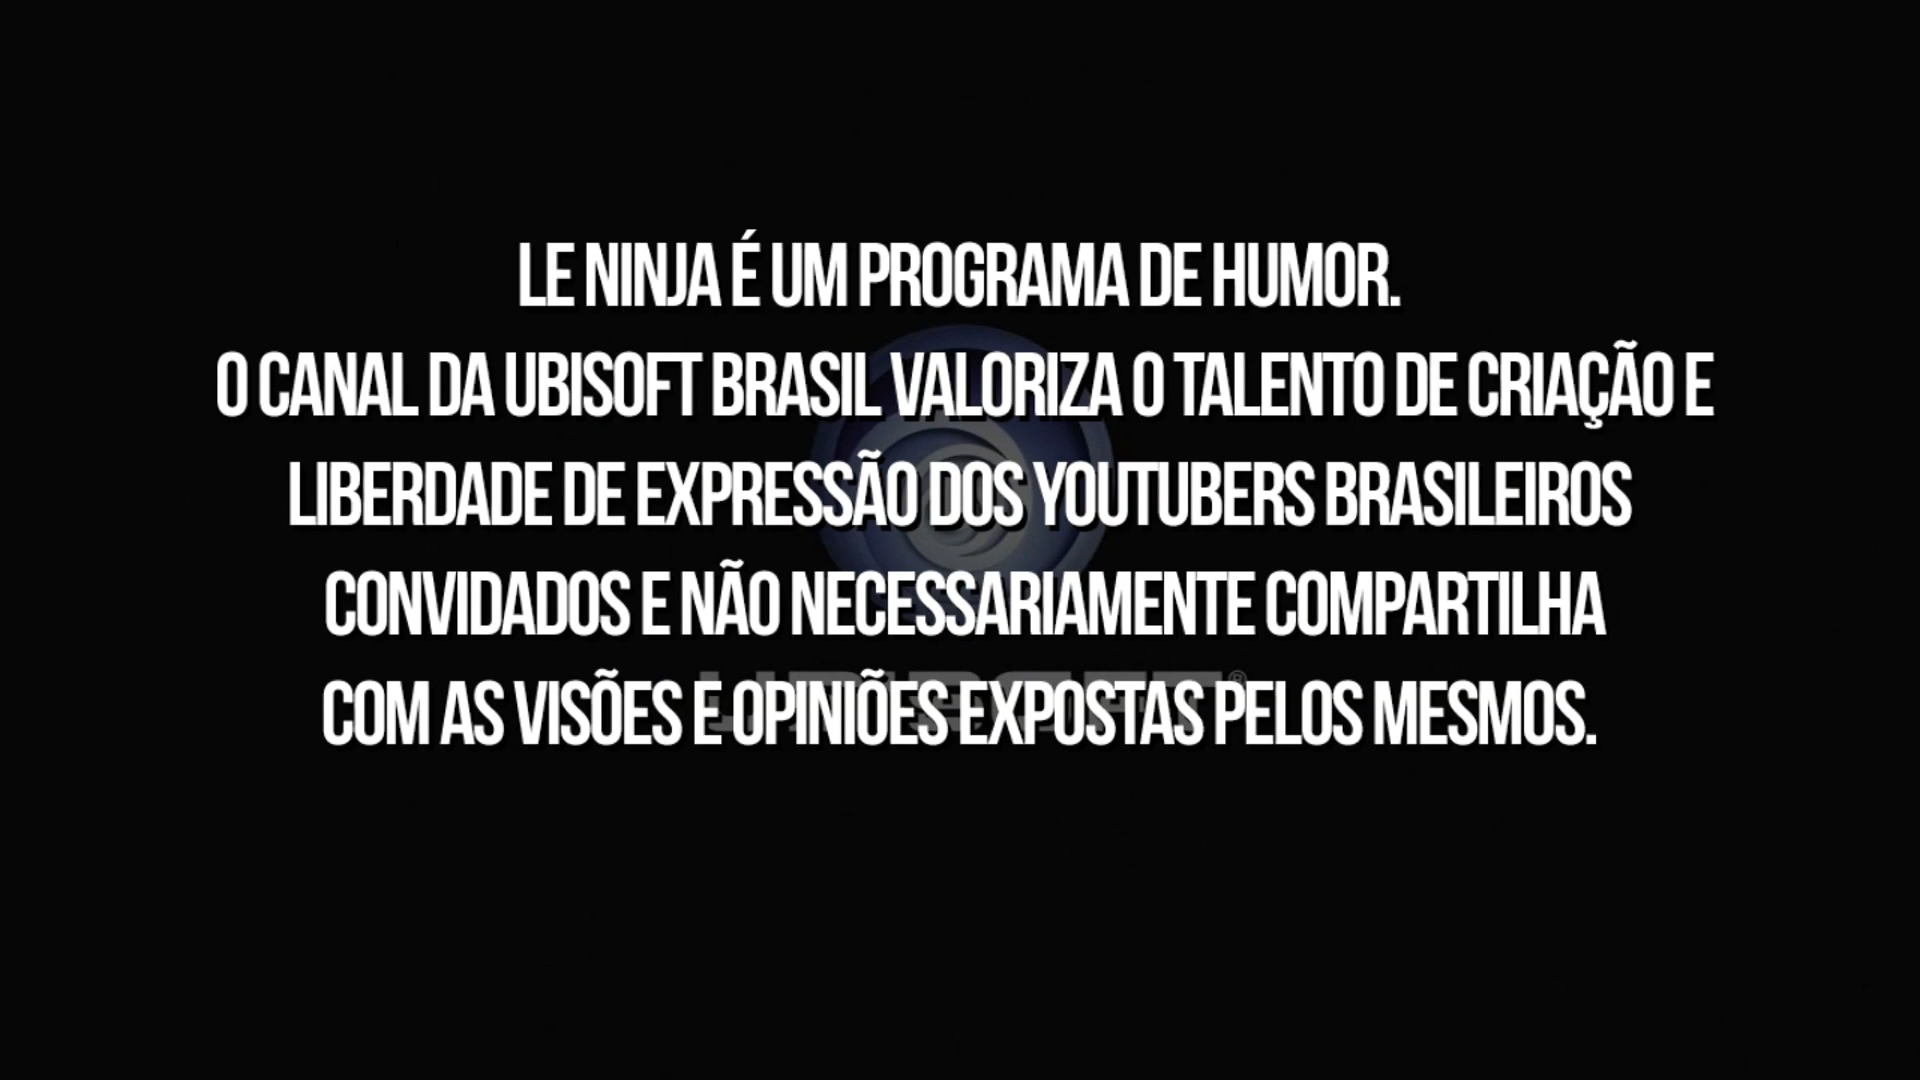 LE NINJA É UM PROGRAMA DE HUMOR.
O CANAL DA UBISOFT BRASIL VALORIZA O TALENTO DE CRIAÇÃO E
LIBERDADE DE EXPRESSÃO DOS YOUTUBERS BRASILEIROS
CONVIDADOS E NÃO NECESSARIAMENTE COMPARTILHA
COM AS VISÕES E OPINIÕES EXPOSTAS PELOS MESMOS.